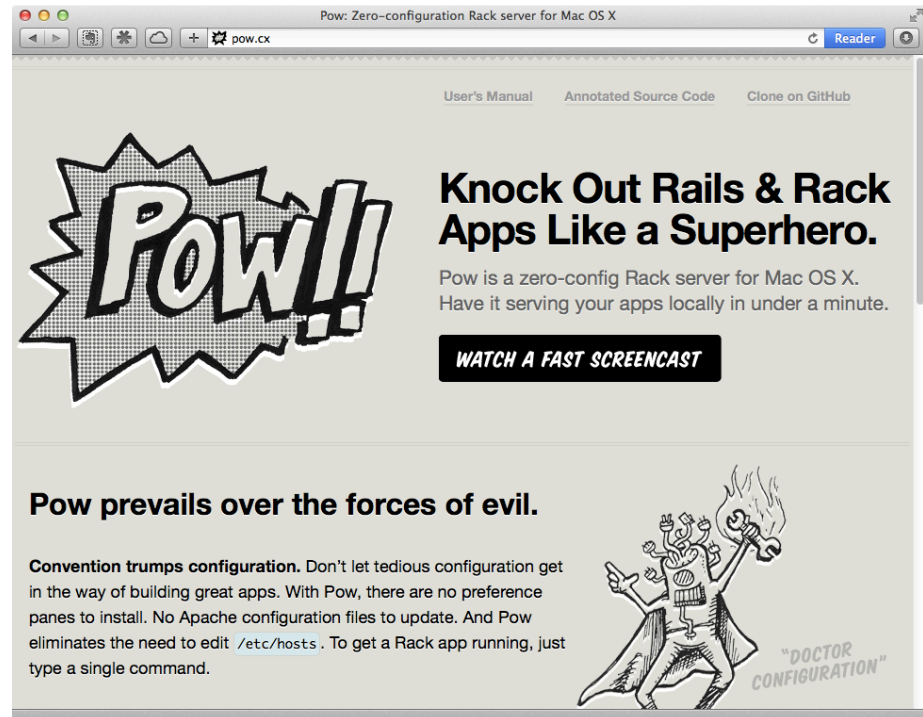 Pow: Zero-configuration Rack server for Mac OS X
pow.cx
Reader
User's Manual
Annotated Source Code
Clone on GitHub
POW!!
Knock Out Rails & Rack
Apps Like a Superhero.
Pow is a zero-config Rack server for Mac OS X.
Have it serving your apps locally in under a minute.
WATCH A FAST SCREENCAST
Pow prevails over the forces of evil.
Convention trumps configuration. Don't let tedious configuration get
in the way of building great apps. With Pow, there are no preference
panes to install. No Apache configuration files to update. And Pow
eliminates the need to edit /etc/hosts. To get a Rack app running, just
type a single command.
"DOCTOR
CONFIGURATION"